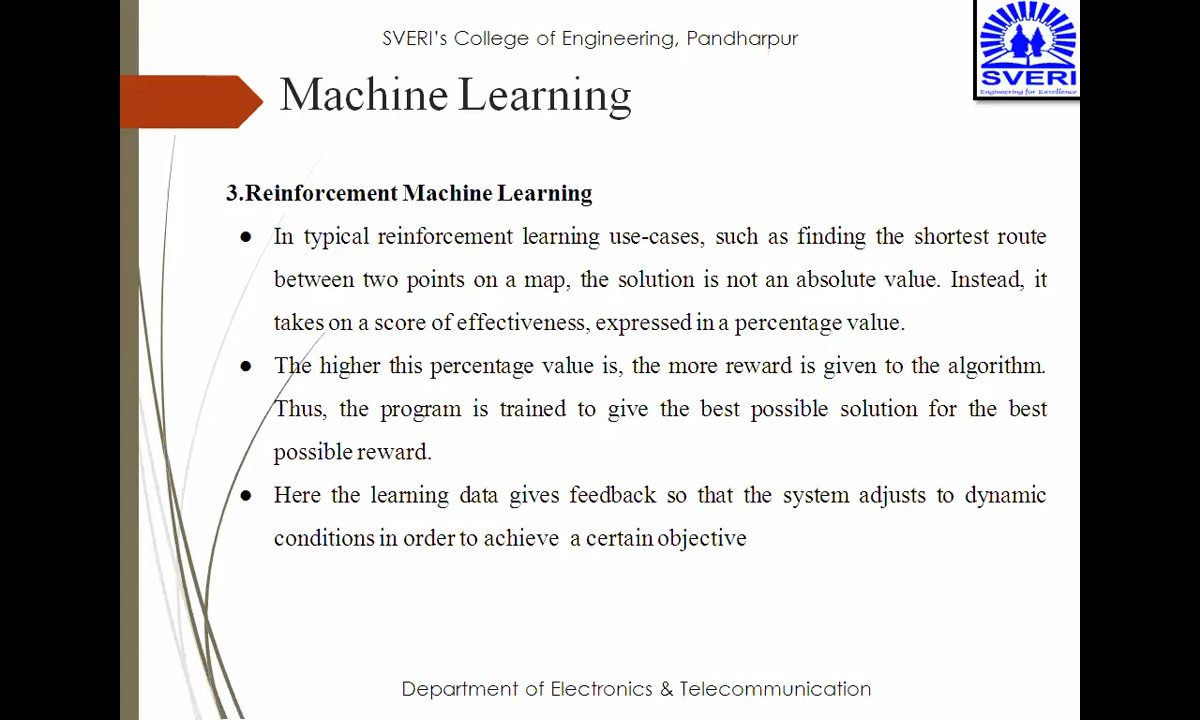 SVERI's College of Engineering, Pandharpur
SVERI
Engineering for Excellence
Machine Learning
3.Reinforcement Machine Learning
● In typical reinforcement learning use-cases, such as finding the shortest route
between two points on a map, the solution is not an absolute value. Instead, it
takes on a score of effectiveness, expressed in a percentage value.
● The higher this percentage value is, the more reward is given to the algorithm.
Thus, the program is trained to give the best possible solution for the best
possible reward.
● Here the learning data gives feedback so that the system adjusts to dynamic
conditions in order to achieve a certain objective
Department of Electronics & Telecommunication